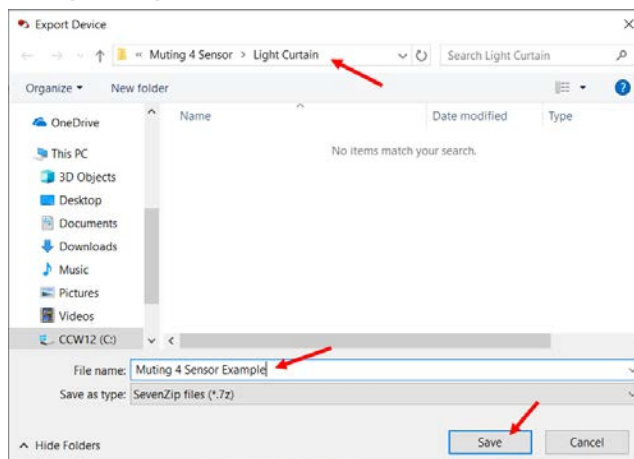 Export Device
« Muting 4 Sensor > Light Curtain
Search Light Curtain
Organize
New folder
Name
Date modified
Type
OneDrive
This PC
3D Objects
Desktop
Documents
Downloads
Music
Pictures
Videos
CCW12 (C:)
No items match your search.
File name: Muting 4 Sensor Example
Save as type: SevenZip files (*.7z)
Hide Folders
Save
Cancel